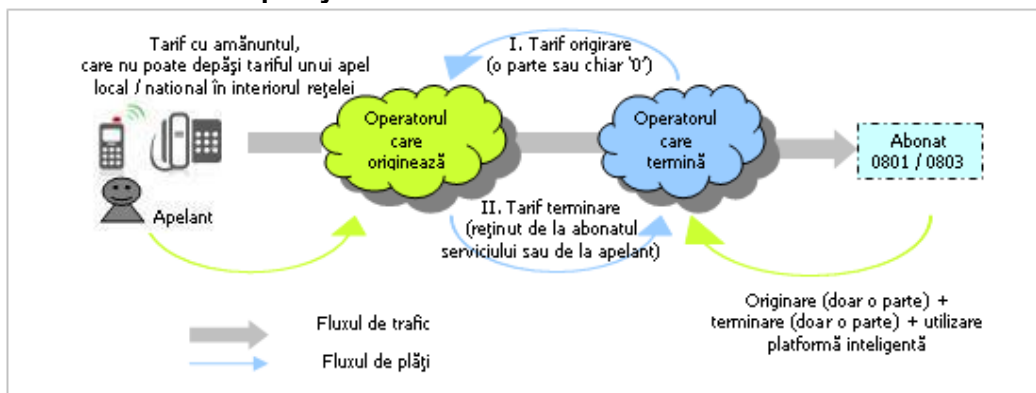 Tarif cu amănuntul,
care nu poate depăşi tariful unui apel
local / national în interiorul reţelei
I. Tarif origirare
(o parte sau chiar '0')
Operatorul
care
originează
Operatorul
care
termină
Abonat
0801 / 0803
Apelant
II. Tarif terminare
(reţinut de la abonatul
serviciului sau de la apelant)
Originare (doar o parte) +
terminare (doar o parte) + utilizare
platformă inteligentă
Fluxul de trafic
Fluxul de plăţi